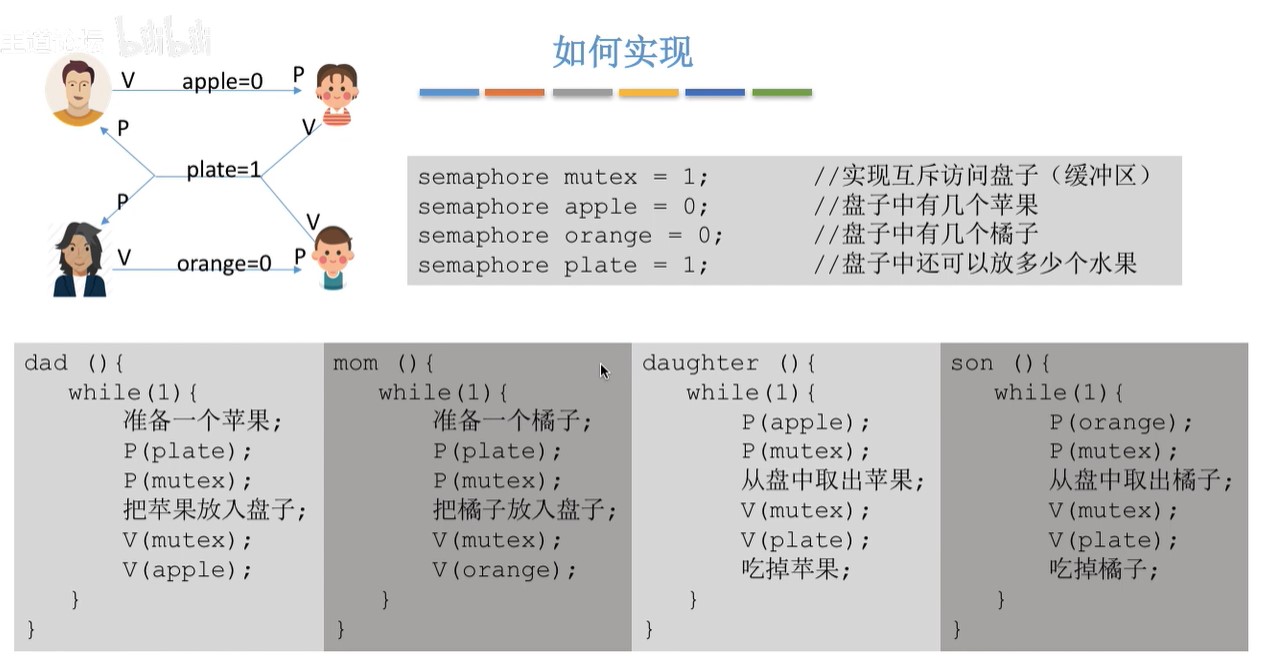 王道论坛 bilibili
如何实现
V apple=0 P
P V
plate=1
P V
V orange=0 P
semaphore mutex = 1; //实现互斥访问盘子（缓冲区）
semaphore apple = 0; //盘子中有几个苹果
semaphore orange = 0; //盘子中有几个橘子
semaphore plate = 1; //盘子中还可以放多少个水果
dad (){
while(1){
准备一个苹果;
P(plate);
P(mutex);
把苹果放入盘子;
V(mutex);
V(apple);
}
}
mom (){
while(1){
准备一个橘子;
P(plate);
P(mutex);
把橘子放入盘子;
V(mutex);
V(orange);
}
}
daughter (){
while(1){
P(apple);
P(mutex);
从盘中取出苹果;
V(mutex);
V(plate);
吃掉苹果;
}
}
son (){
while(1){
P(orange);
P(mutex);
从盘中取出橘子;
V(mutex);
V(plate);
吃掉橘子;
}
}